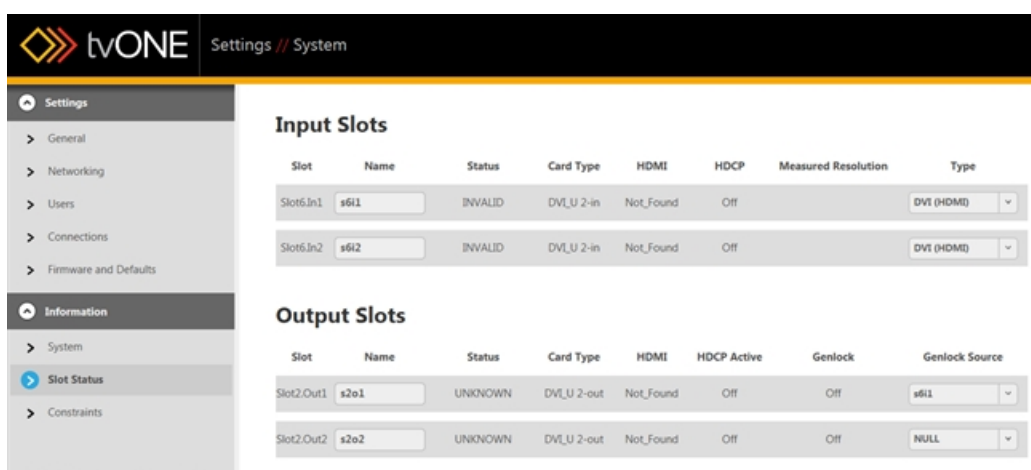 tvONE Settings // System
Settings
General
Networking
Users
Connections
Firmware and Defaults
Information
System
Slot Status
Constraints
Input Slots
Slot Name Status Card Type HDMI HDCP Measured Resolution Type
Slot6.In1 s6i1 INVALID DVI_U 2-in Not_Found Off DVI (HDMI)
Slot6.In2 s6i2 INVALID DVI_U 2-in Not_Found Off DVI (HDMI)
Output Slots
Slot Name Status Card Type HDMI HDCP Active Genlock Genlock Source
Slot2.Out1 s2o1 UNKNOWN DVI_U 2-out Not_Found Off Off s6i1
Slot2.Out2 s2o2 UNKNOWN DVI_U 2-out Not_Found Off Off NULL